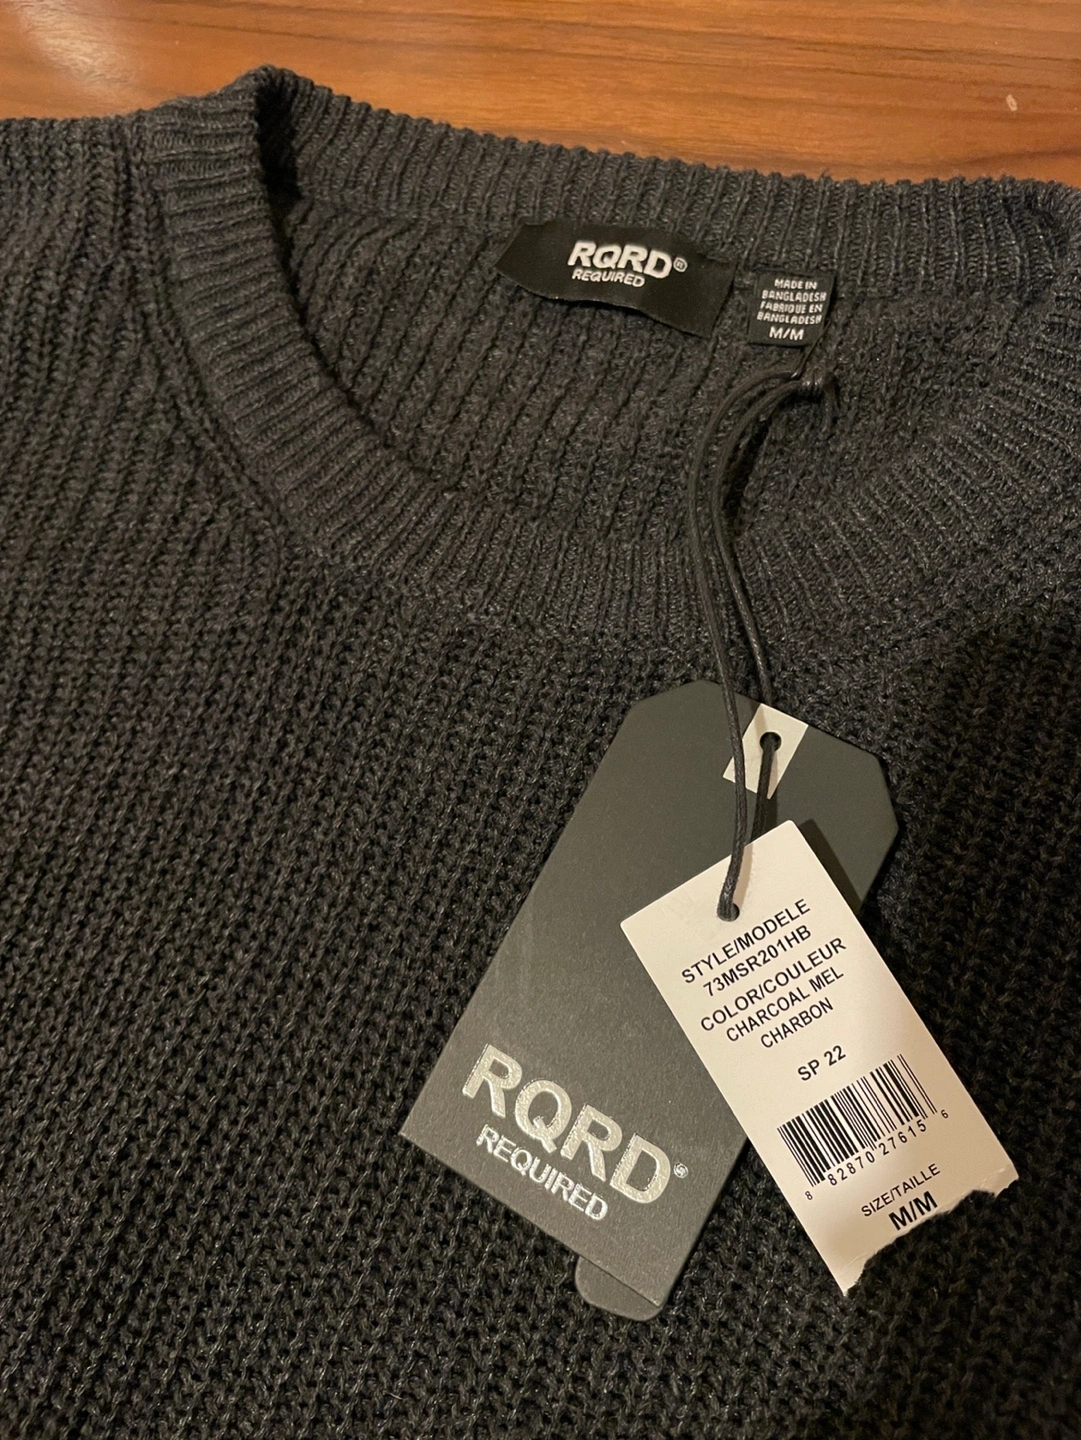 RQRD®
REQUIRED
MADE IN
BANGLADESH
FABRIQUE EN
BANGLADESH
M/M
STYLE/MODELE
73MSR201HB
COLOR/COULEUR
CHARCOAL MEL
CHARBON
SP 22
8 82870 27615 6
SIZE/TAILLE
M/M
RQRD®
REQUIRED